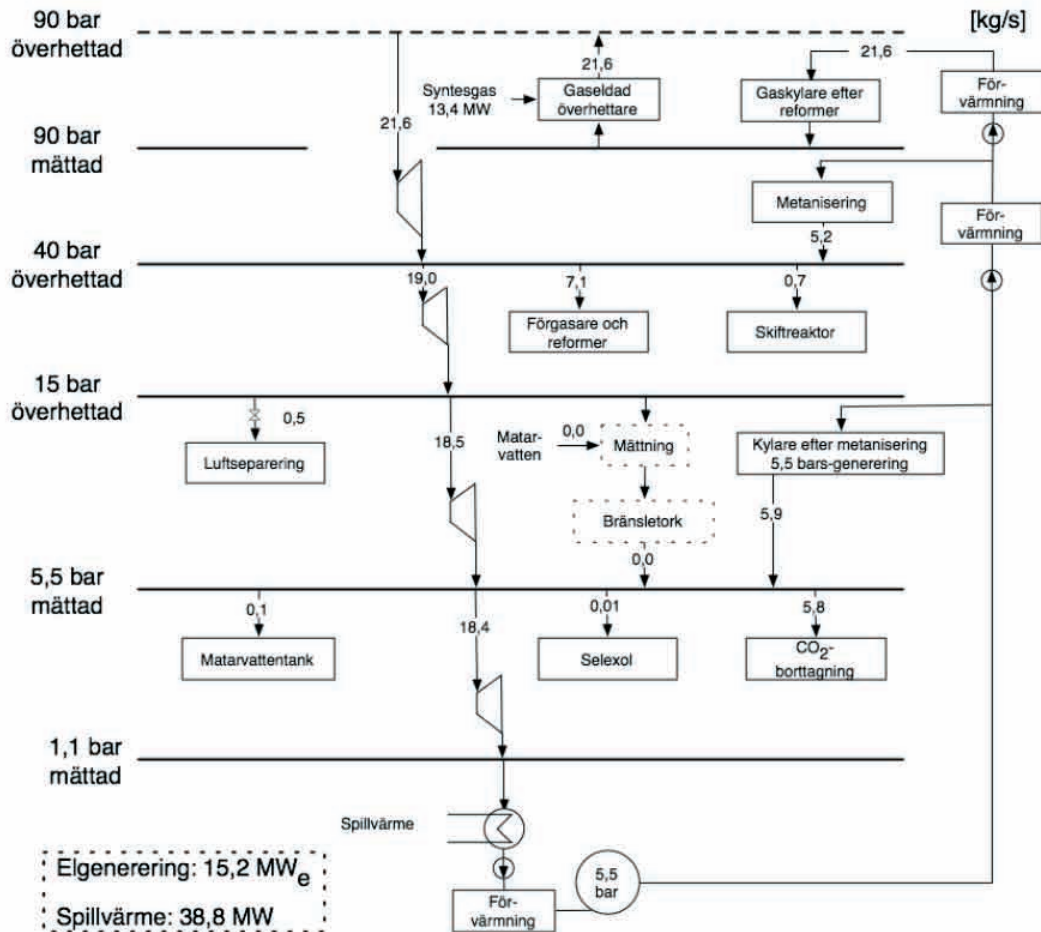 90 bar
överhettad
[kg/s]
21,6
21,6
För-
värmning
Syntesgas
13,4 MW
Gaseldad
överhettare
Gaskylare efter
reformer
21,6
90 bar
mättad
Metanisering
För-
värmning
5,2
40 bar
överhettad
19,0
7,1
0,7
Förgasare och
reformer
Skiftreaktor
15 bar
överhettad
0,5
18,5
Matar-
vatten
0,0
Mättning
Kylare efter metanisering
5,5 bars-generering
Luftseparering
Bränsletork
5,9
0,0
5,5 bar
mättad
0,1
18,4
0,01
5,8
Matarvattentank
Selexol
CO2-
borttagning
1,1 bar
mättad
Spillvärme
Elgenerering: 15,2 MWe
Spillvärme: 38,8 MW
För-
värmning
5,5
bar